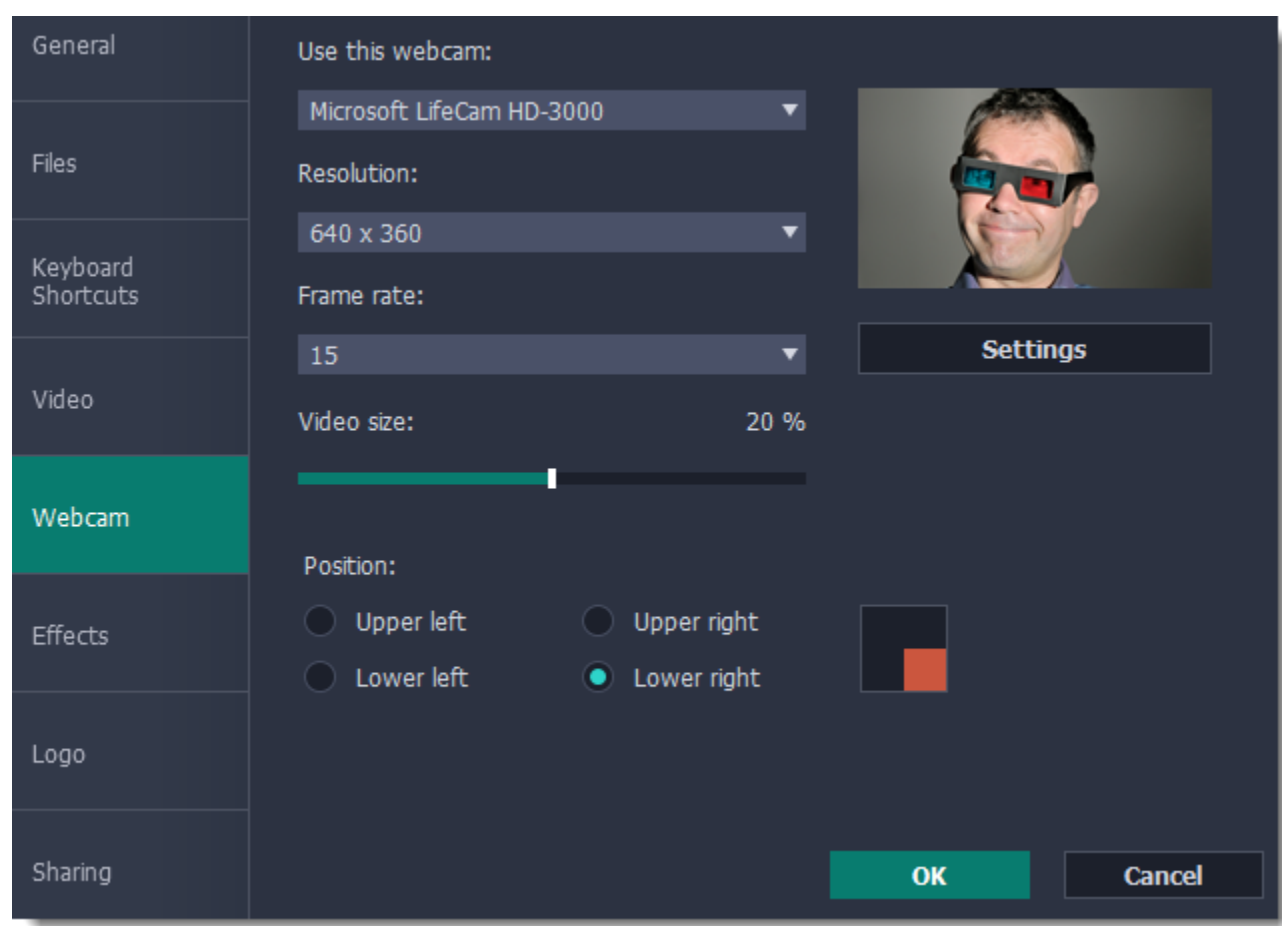 General
Files
Keyboard
Shortcuts
Video
Webcam
Effects
Logo
Sharing
Use this webcam:
Microsoft LifeCam HD-3000
Resolution:
640 x 360
Frame rate:
15
Video size: 20 %
Settings
Position:
Upper left Upper right
Lower left Lower right
OK Cancel